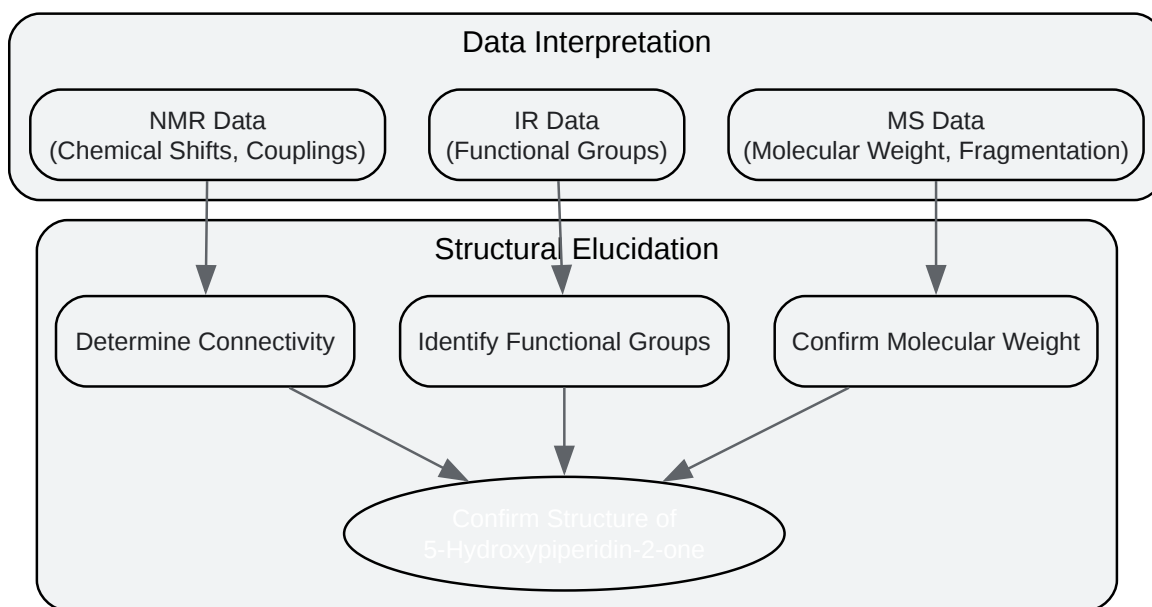 Data Interpretation
NMR Data
(Chemical Shifts, Couplings)
IR Data
(Functional Groups)
MS Data
(Molecular Weight, Fragmentation)
Structural Elucidation
Determine Connectivity
Identify Functional Groups
Confirm Molecular Weight
Confirm Structure of
5-Hydroxypiperidin-2-one